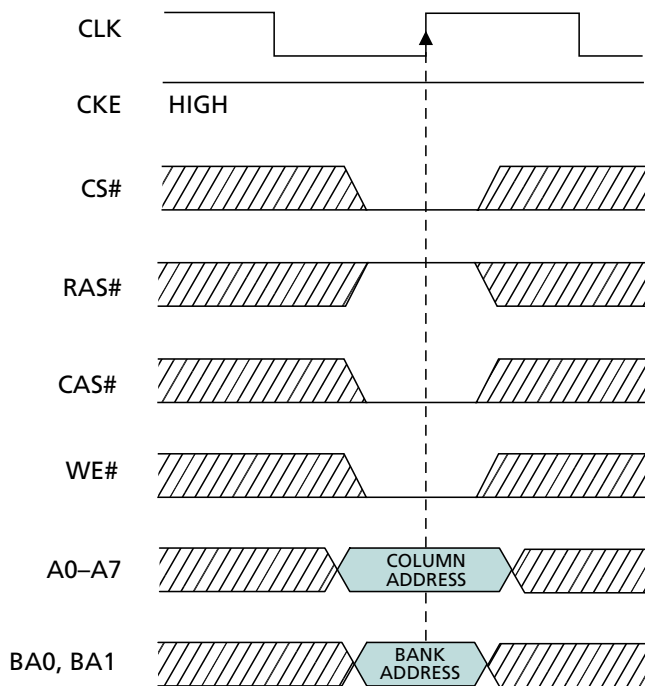 CLK
CKE HIGH
CS#
RAS#
CAS#
WE#
A0–A7 COLUMN
ADDRESS
BA0, BA1 BANK
ADDRESS